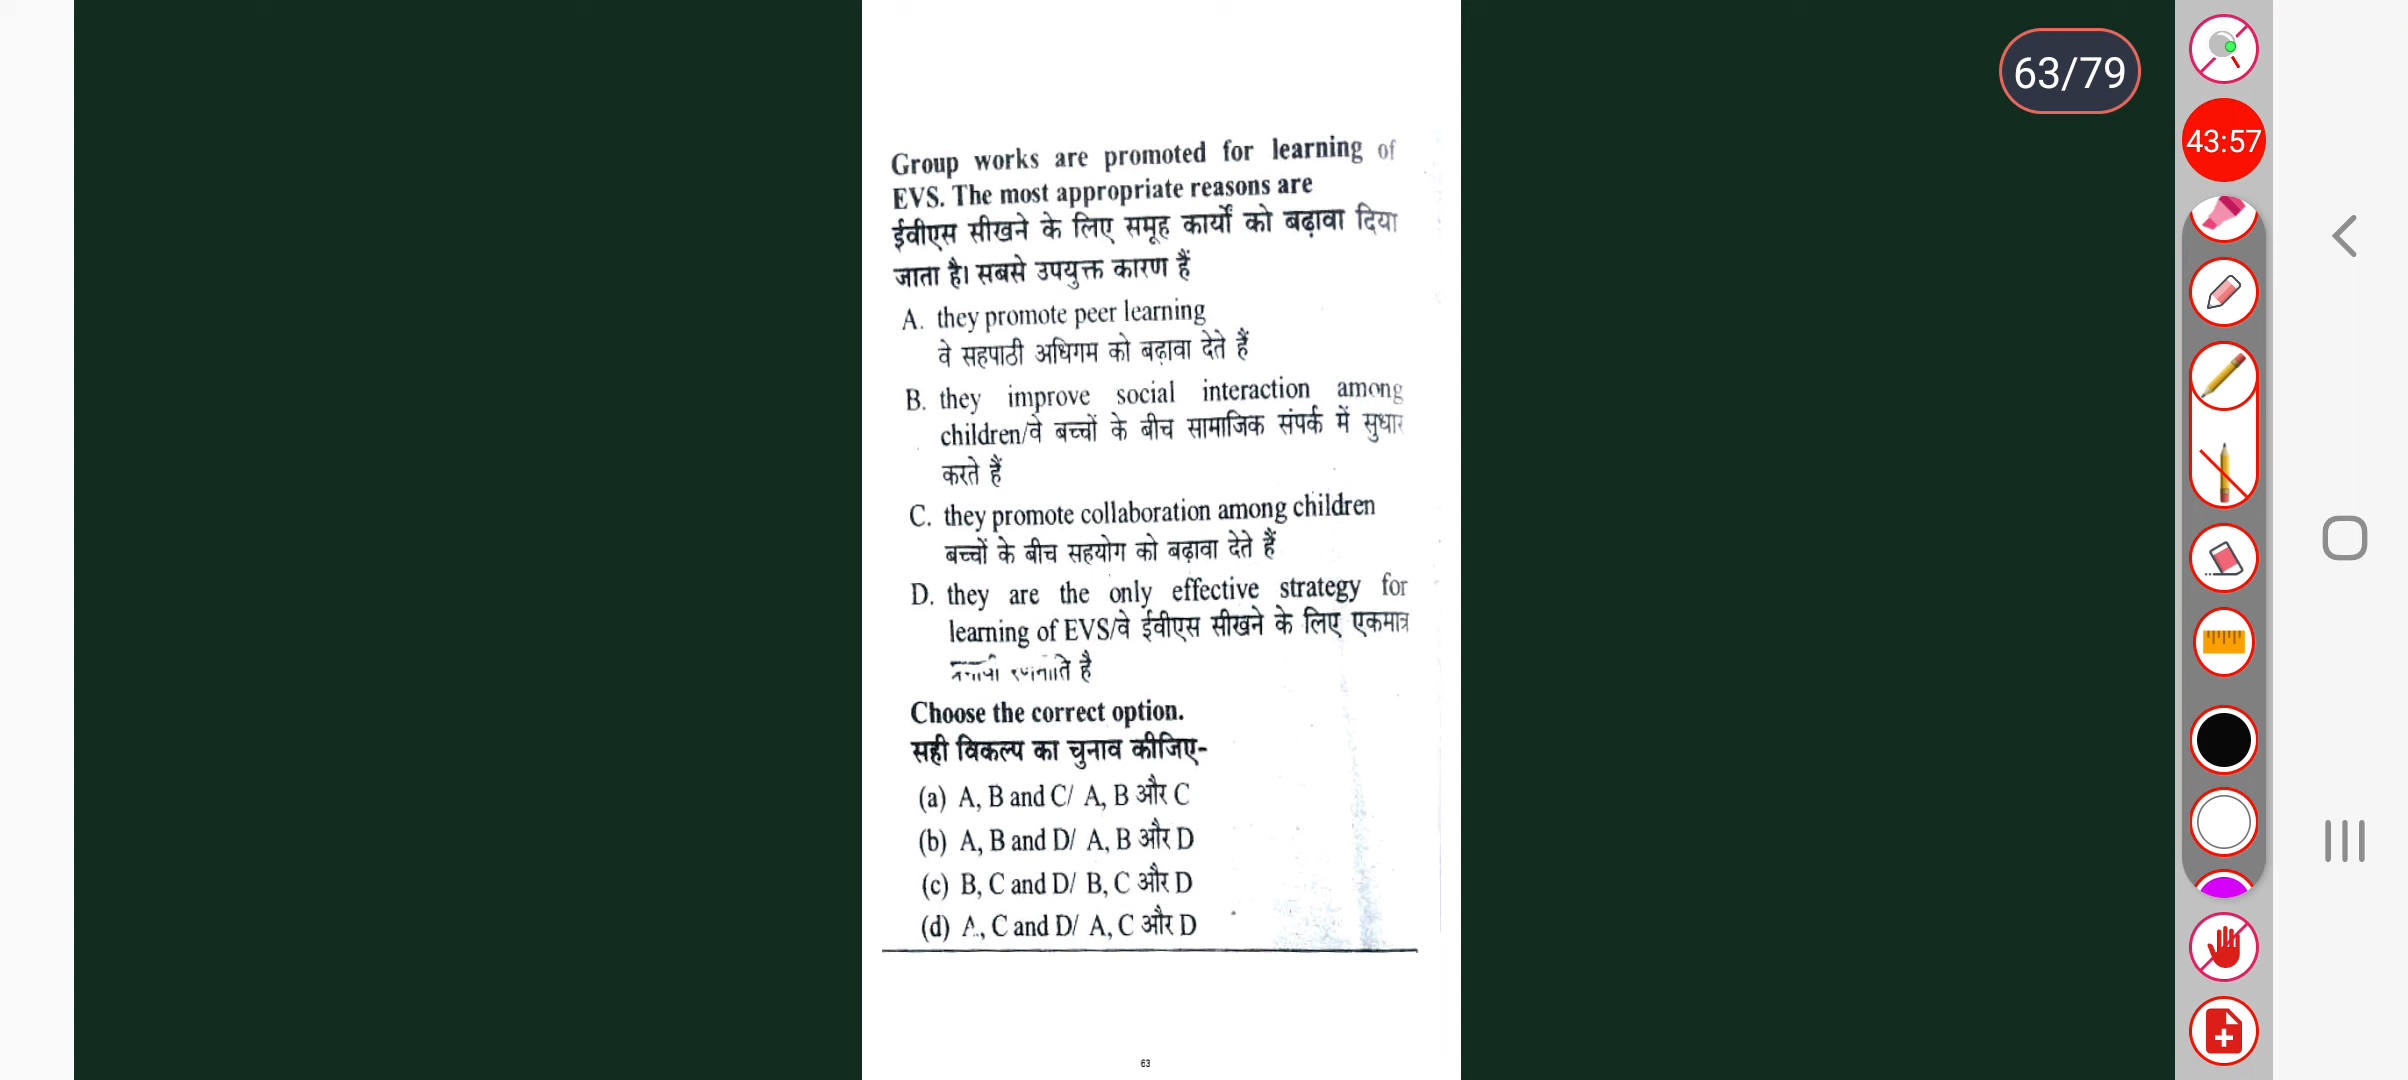 63/79
43:57
Group works are promoted for learning of
EVS. The most appropriate reasons are
ईवीएस सीखने के लिए समूह कार्यों को बढ़ावा दिया
जाता है। सबसे उपयुक्त कारण हैं
A. they promote peer learning
वे सहपाठी अधिगम को बढ़ावा देते हैं
B. they improve social interaction among
children/वे बच्चों के बीच सामाजिक संपर्क में सुधार
करते हैं
C. they promote collaboration among children
बच्चों के बीच सहयोग को बढ़ावा देते हैं
D. they are the only effective strategy for
learning of EVS/वे ईवीएस सीखने के लिए एकमात्र
है
Choose the correct option.
सही विकल्प का चुनाव कीजिए-
(a) A, B and C/ A, B और C
(b) A, B and D/ A, B और D
(c) B, C and D/ B, C और D
(d) A, C and D/ A, C और D
63